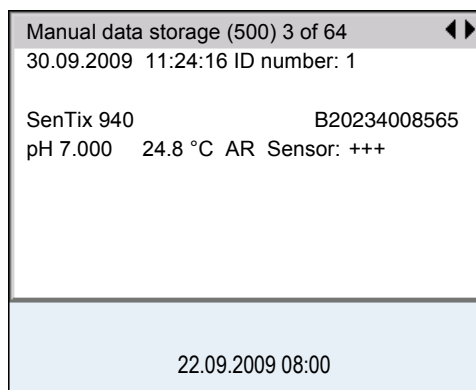 Manual data storage (500) 3 of 64
30.09.2009 11:24:16 ID number: 1
SenTix 940 B20234008565
pH 7.000 24.8 °C AR Sensor: +++
22.09.2009 08:00